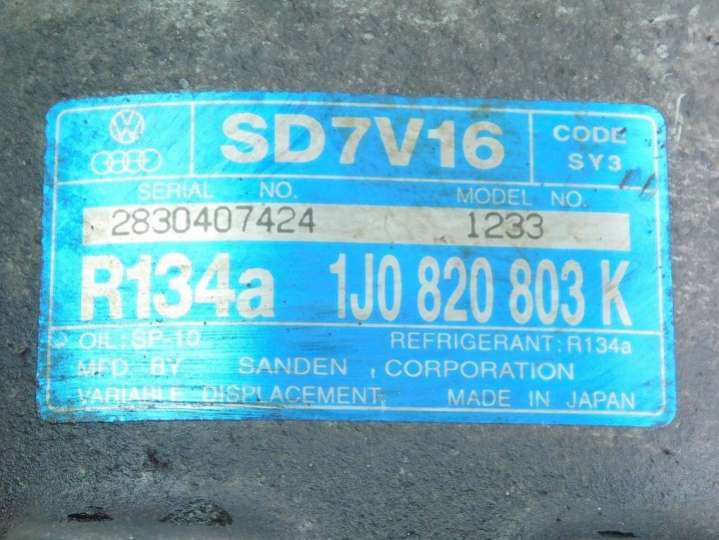 SD7V16
CODE
SY3
SERIAL NO. MODEL NO.
2830407424 1233
R134a 1J0 820 803 K
OIL: SP-10 REFRIGERANT: R134a
MFD. BY SANDEN CORPORATION
VARIABLE DISPLACEMENT, MADE IN JAPAN